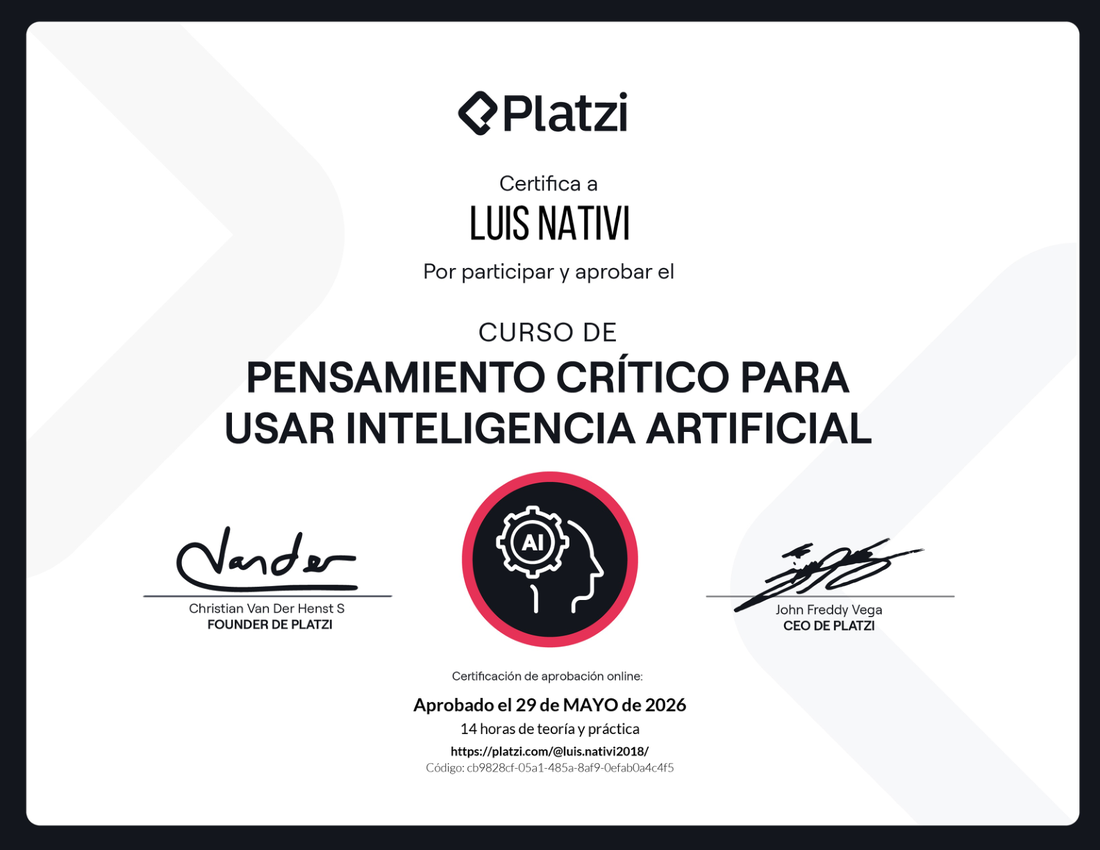 Platzi
Certifica a
LUIS NATIVI
Por participar y aprobar el
CURSO DE
PENSAMIENTO CRÍTICO PARA
USAR INTELIGENCIA ARTIFICIAL
AI
Vander
Christian Van Der Henst S
FOUNDER DE PLATZI
John Freddy Vega
CEO DE PLATZI
Certificación de aprobación online:
Aprobado el 29 de MAYO de 2026
14 horas de teoría y práctica
https://platzi.com/@luis.nativi2018/
Código: cb9828cf-05a1-485a-8af9-0efab0a4c4f5